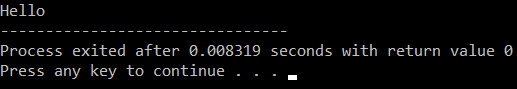 Hello
--------------------------------
Process exited after 0.008319 seconds with return value 0
Press any key to continue . . .